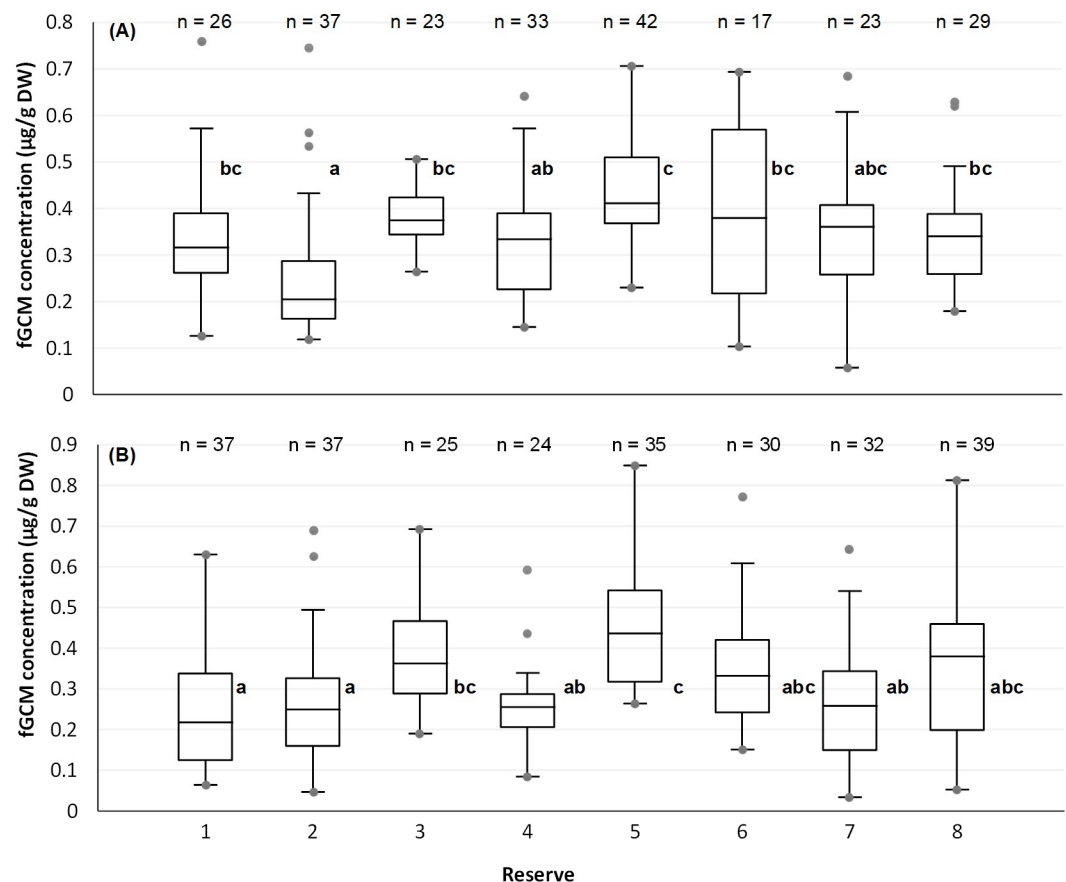 (A)
n = 26 n = 37 n = 23 n = 33 n = 42 n = 17 n = 23 n = 29
fGCM concentration (µg/g DW)
0.8
0.7
0.6
0.5
0.4
0.3
0.2
0.1
0
bc a bc ab c bc abc bc
(B)
n = 37 n = 37 n = 25 n = 24 n = 35 n = 30 n = 32 n = 39
fGCM concentration (µg/g DW)
0.9
0.8
0.7
0.6
0.5
0.4
0.3
0.2
0.1
0
a a bc ab c abc ab abc
1 2 3 4 5 6 7 8
Reserve